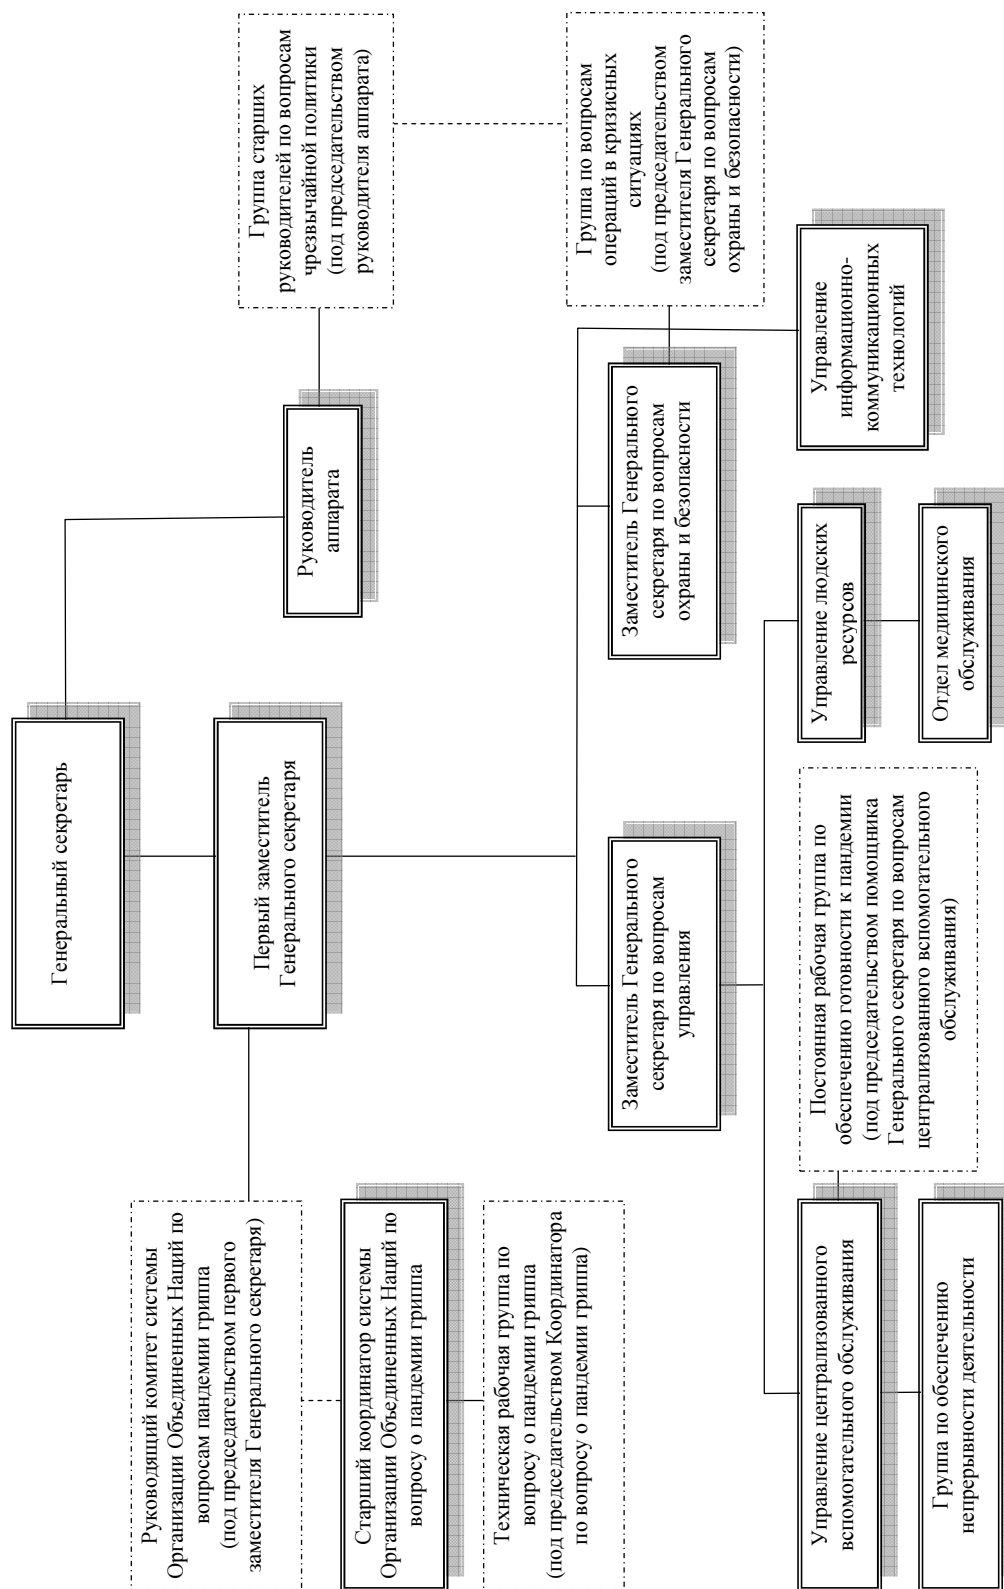 Генеральный секретарь
Первый заместитель
Генерального секретаря
Руководитель
аппарата
Группа старших
руководителей по вопросам
чрезвычайной политики
(под председательством
руководителя аппарата)
Руководящий комитет системы
Организации Объединенных Наций по
вопросам пандемии гриппа
(под председательством первого
заместителя Генерального секретаря)
Старший координатор системы
Организации Объединенных Наций по
вопросу о пандемии гриппа
Техническая рабочая группа по
вопросу о пандемии гриппа
(под председательством Координатора
по вопросу о пандемии гриппа)
Заместитель Генерального
секретаря по вопросам
управления
Заместитель Генерального
секретаря по вопросам
охраны и безопасности
Группа по вопросам
операций в кризисных
ситуациях
(под председательством
заместителя Генерального
секретаря по вопросам
охраны и безопасности)
Управление централизованного
вспомогательного обслуживания
Постоянная рабочая группа по
обеспечению готовности к пандемии
(под председательством помощника
Генерального секретаря по вопросам
централизованного вспомогательного
обслуживания)
Управление людских
ресурсов
Управление
информационно-
коммуникационных
технологий
Группа по обеспечению
непрерывности деятельности
Отдел медицинского
обслуживания